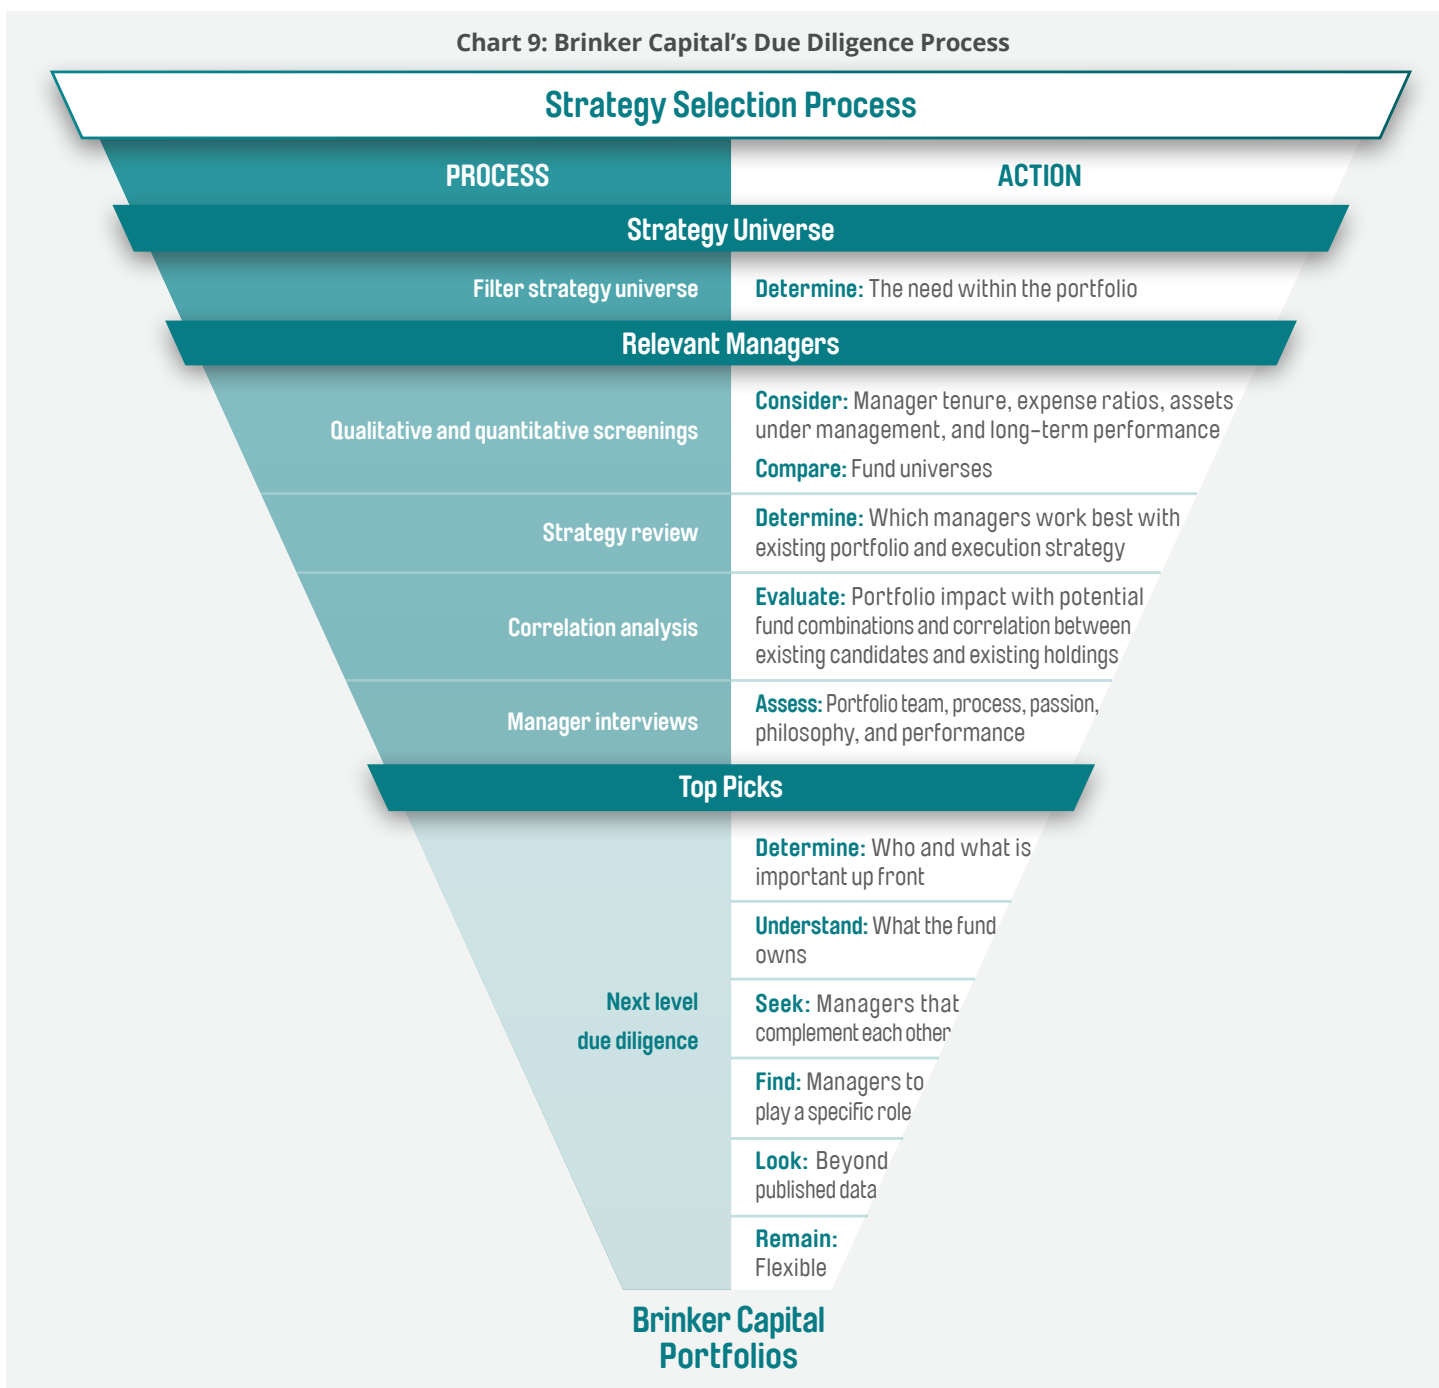 Chart 9: Brinker Capital’s Due Diligence Process
Strategy Selection Process
PROCESS
ACTION
Strategy Universe
Filter strategy universe
Determine: The need within the portfolio
Relevant Managers
Qualitative and quantitative screenings
Consider: Manager tenure, expense ratios, assets
under management, and long-term performance
Compare: Fund universes
Strategy review
Determine: Which managers work best with
existing portfolio and execution strategy
Correlation analysis
Evaluate: Portfolio impact with potential
fund combinations and correlation between
existing candidates and existing holdings
Manager interviews
Assess: Portfolio team, process, passion,
philosophy, and performance
Top Picks
Next level
due diligence
Determine: Who and what is
important up front
Understand: What the fund
owns
Seek: Managers that
complement each other
Find: Managers to
play a specific role
Look: Beyond
published data
Remain:
Flexible
Brinker Capital
Portfolios